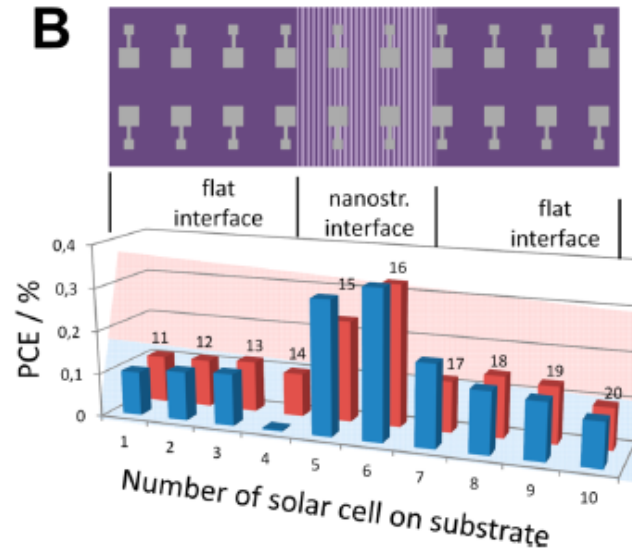 B
flat
interface
nanostr.
interface
flat
interface
0,4
0,3
0,2
0,1
0
PCE / %
11
12
13
14
15
16
17
18
19
20
1
2
3
4
5
6
7
8
9
10
Number of solar cell on substrate